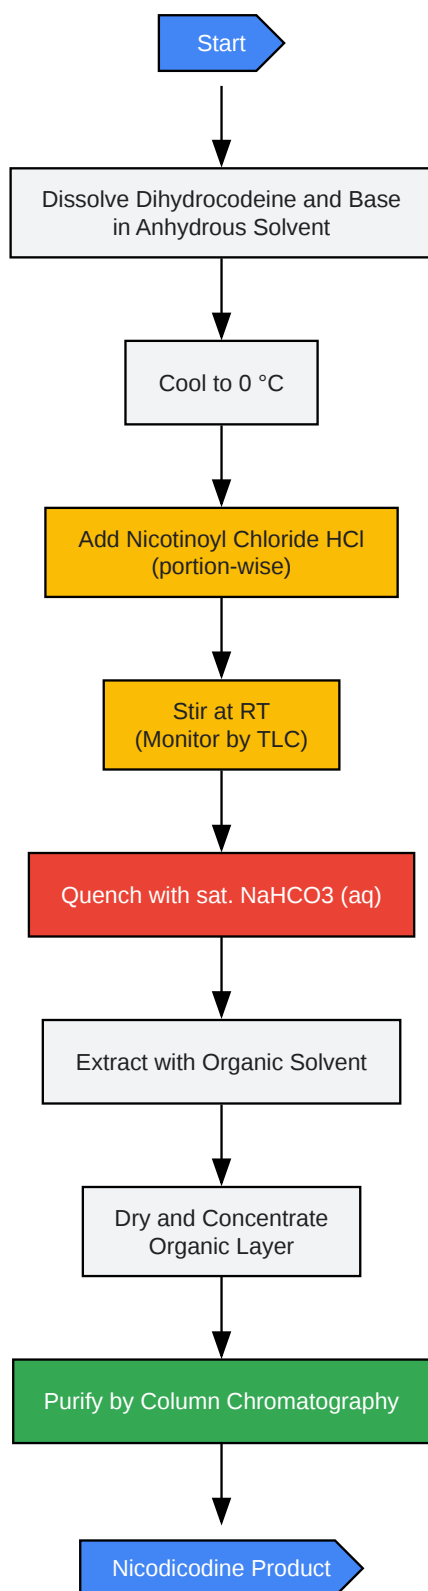 Start
Dissolve Dihydrocodeine and Base
in Anhydrous Solvent
Cool to 0 °C
Add Nicotinoyl Chloride HCl
(portion-wise)
Stir at RT
(Monitor by TLC)
Quench with sat. NaHCO3 (aq)
Extract with Organic Solvent
Dry and Concentrate
Organic Layer
Purify by Column Chromatography
Nicodicodine Product